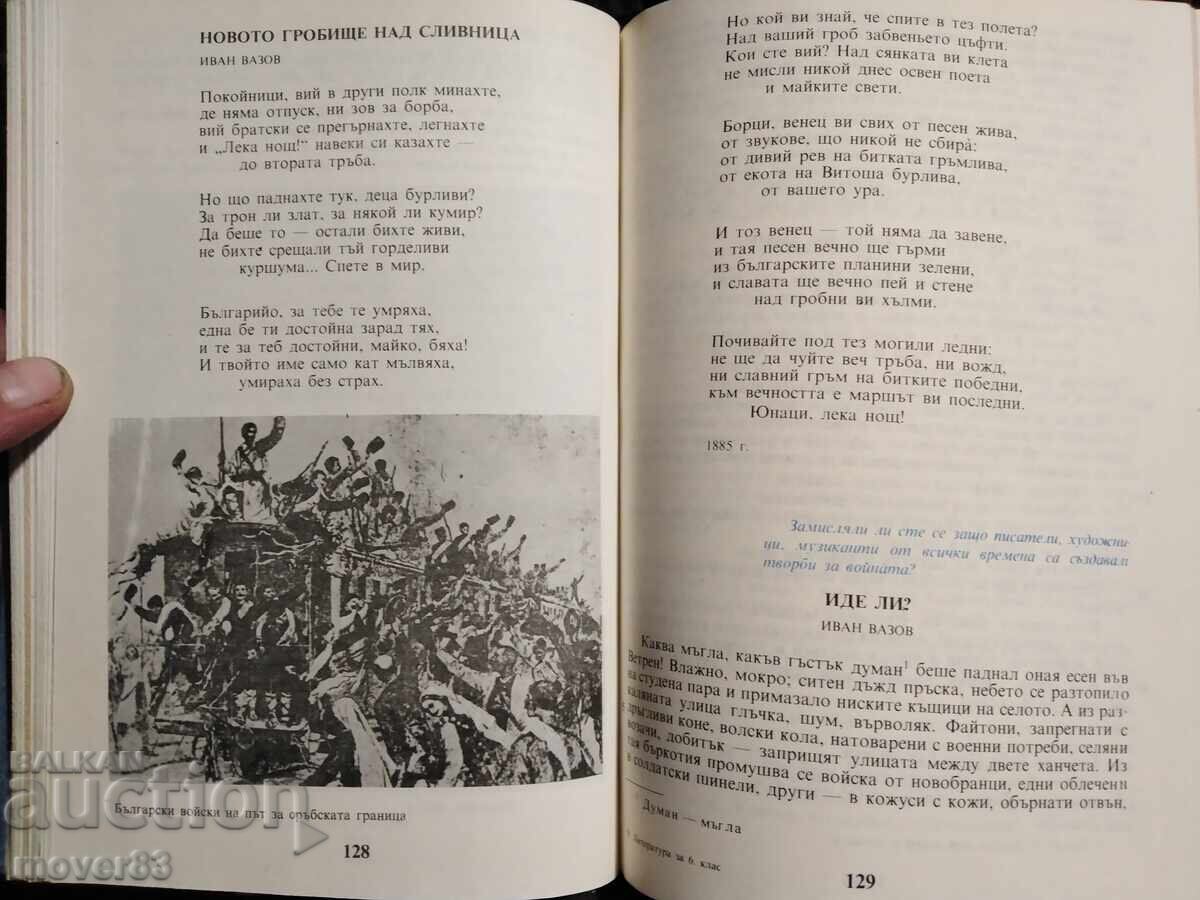 НОВОТО ГРОБИЩЕ НАД СЛИВНИЦА
ИВАН ВАЗОВ
Покойници, вий в други полк минахте,
де няма отпуск, ни зов за борба,
вий братски се прегърнахте, легнахте
и „Лека нощ!“ навеки си казахте —
до втората тръба.
Но що паднахте тук, деца бурливи?
За трон ли злат, за някой ли кумир?
Да беше то — остали бихте живи,
не бихте срещали тъй горделиви
куршума... Спете в мир.
Българийо, за тебе те умряха,
една бе ти достойна зарад тях,
и те за теб достойни, майко, бяха!
И твойто име само кат мълвяха,
умираха без страх.
Български войски на път за сръбската граница
128
Но кой ви знай, че спите в тез полета?
Над ваший гроб забвеньето цъфти.
Кои сте вий? Над сянката ви клета
не мисли никой днес освен поета
и майките свети.
Борци, венец ви свих от песен жива,
от звукове, що никой не сбира̀:
от дивий рев на битката гръмлива,
от екота на Витоша бурлива,
от вашето ура.
И тоз венец — той няма да завене,
и тая песен вечно ще гърми
из българските планини зелени,
и славата ще вечно пей и стене
над гробни ви хълми.
Почивайте под тез могили ледни:
не ще да чуйте веч тръба, ни вожд,
ни славний гръм на битките победни,
към вечността е маршът ви последни.
Юнаци, лека нощ!
1885 г.
Замисляли ли сте се защо писатели, художни-
ци, музиканти от всички времена са създавали
творби за войната?
ИДЕ ЛИ?
ИВАН ВАЗОВ
Каква мъгла, какъв гъстък думан¹ беше паднал оная есен във
Ветрен! Влажно, мокро; ситен дъжд пръска, небето се разтопило
на студена пара и примазало ниските къщици на селото. А из раз-
каляната улица глъчка, шум, върволяк. Файтони, запрегнати с
дръгливи коне, волски кола, натоварени с военни потреби, селяни
возачи, добитък — заприщят улицата между двете ханчета. Из
тая бъркотия промушва се войска от новобранци, едни облечени
в солдатски шинели, други — в кожуси с кожи, обърнати отвън,
Думан — мъгла
Литература за 6. клас
129
BALKAN
auction
mover83